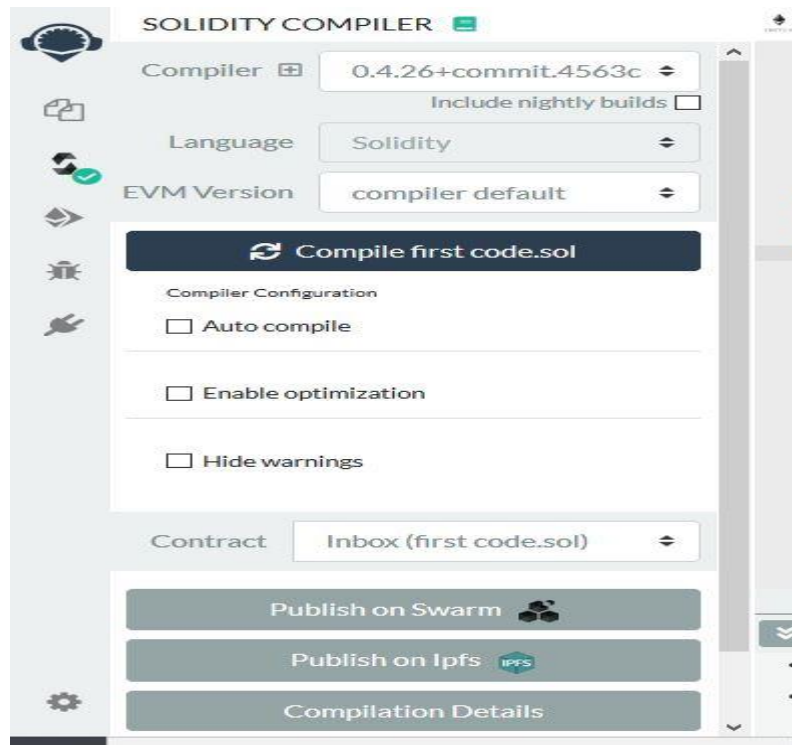 SOLIDITY COMPILER
Compiler 0.4.26+commit.4563c
Include nightly builds
Language Solidity
EVM Version compiler default
Compile first code.sol
Compiler Configuration
Auto compile
Enable optimization
Hide warnings
Contract Inbox (first code.sol)
Publish on Swarm
Publish on Ipfs IPFS
Compilation Details